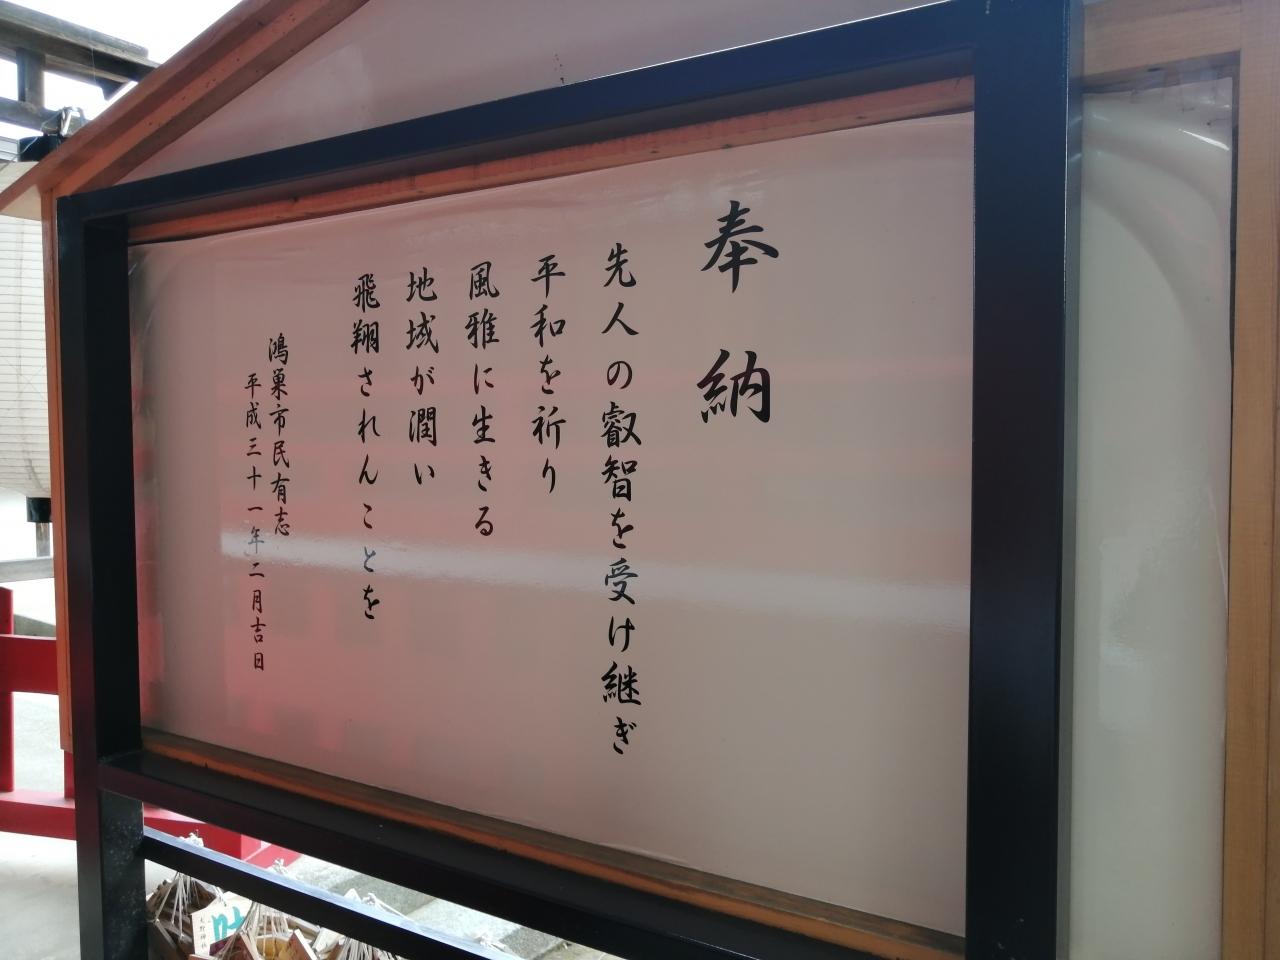 奉納
先人の叡智を受け継ぎ
平和を祈り
風雅に生きる
地域が潤い
飛翔されんことを
鴻巣市民有志
平成三十一年二月吉日
叶